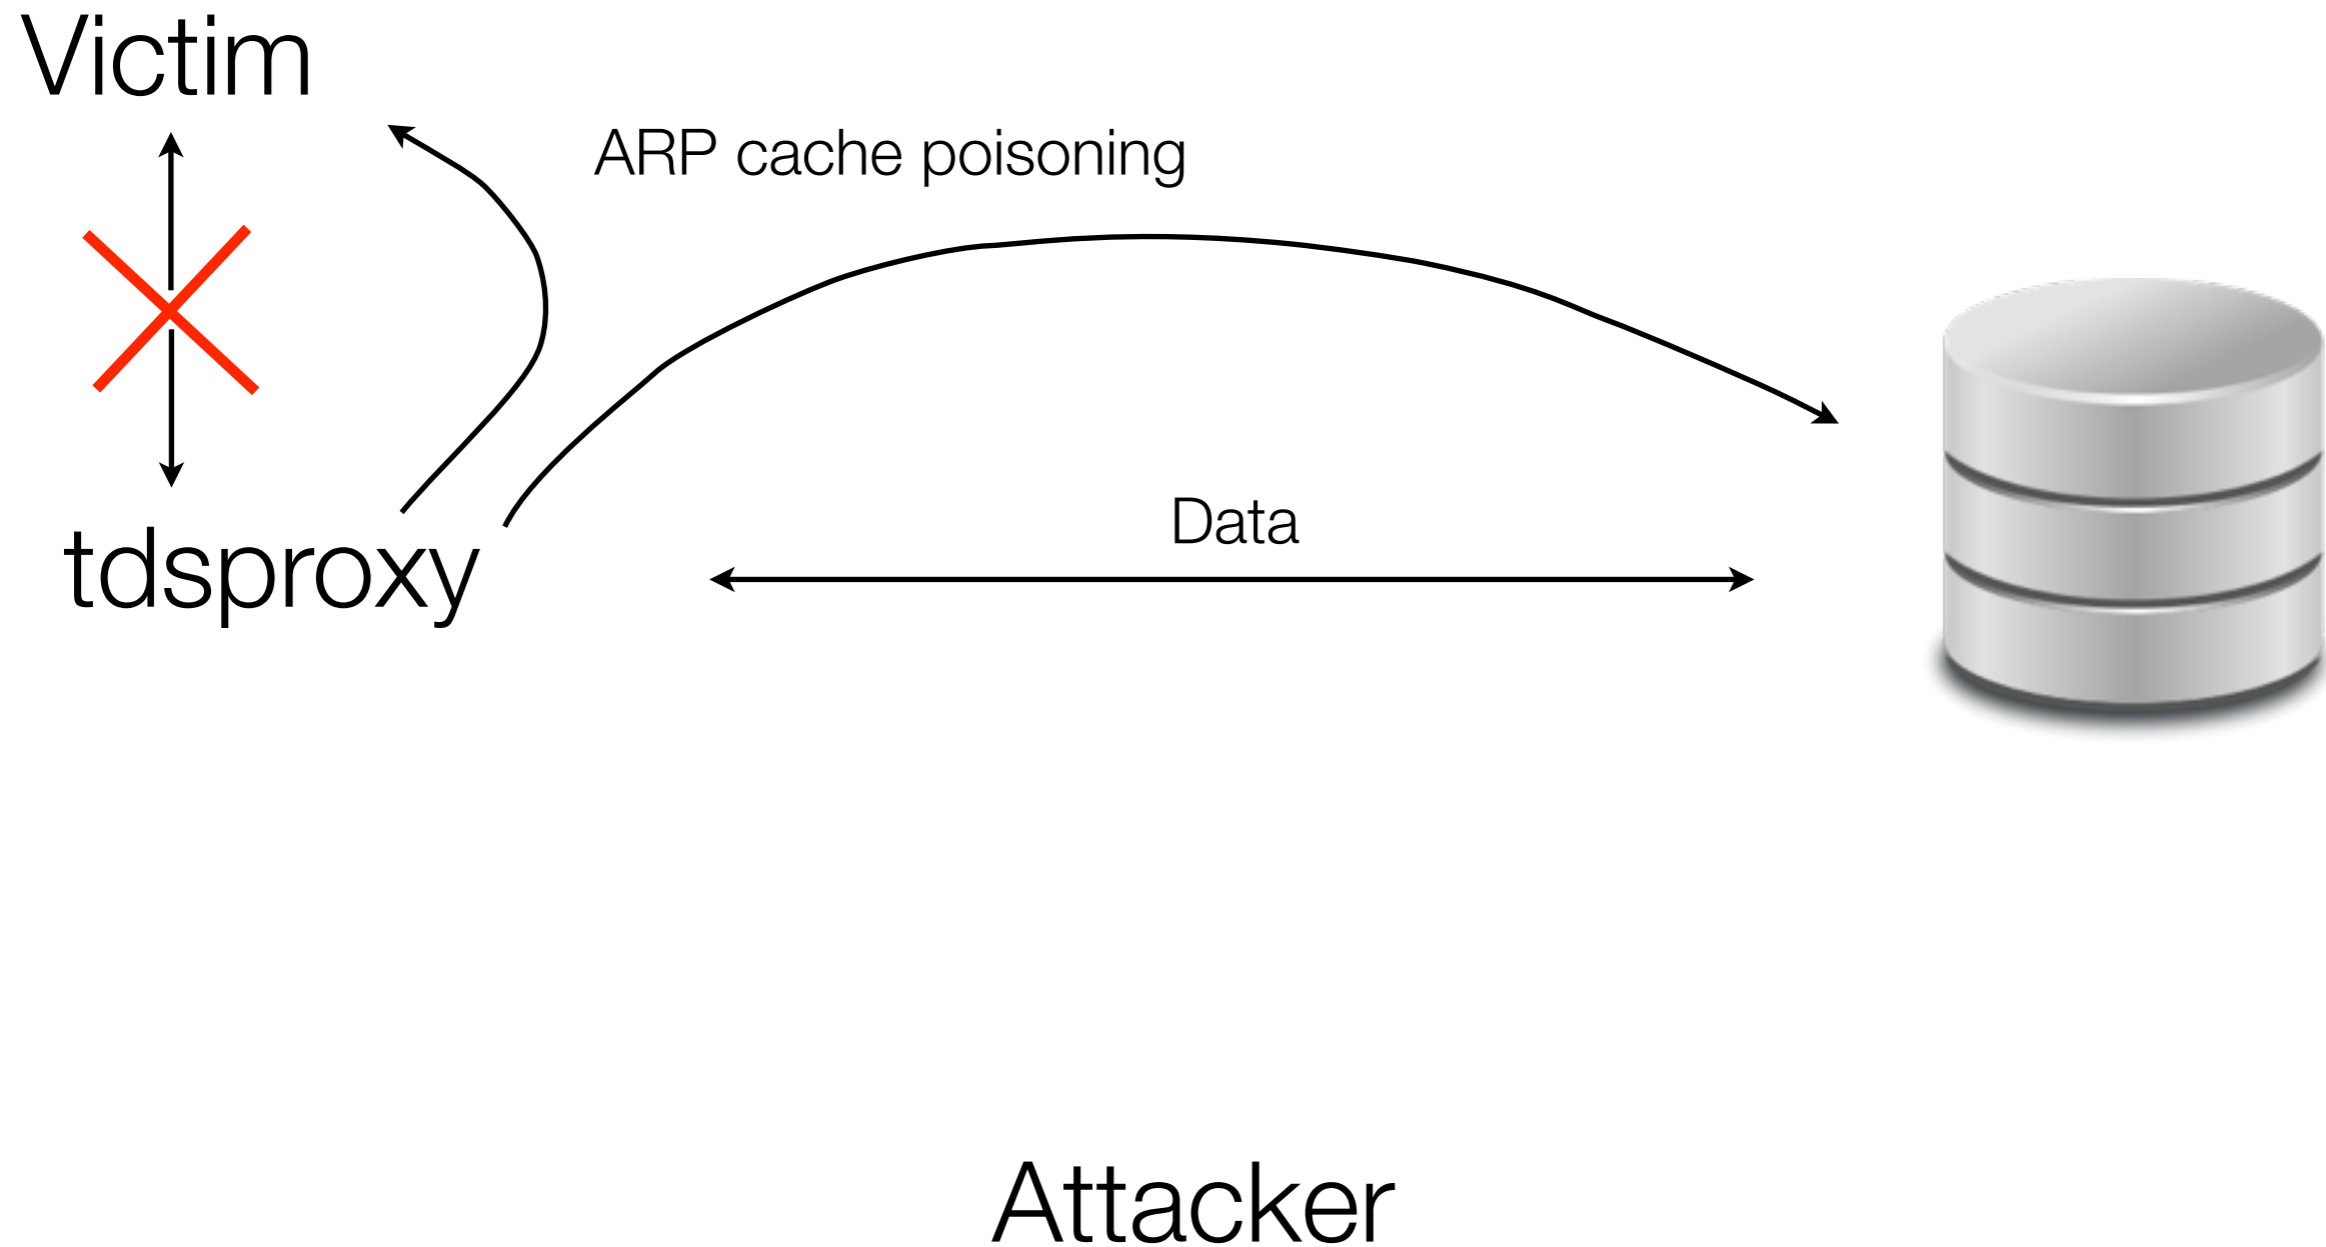 Victim
ARP cache poisoning
Data
tdsproxy
Attacker